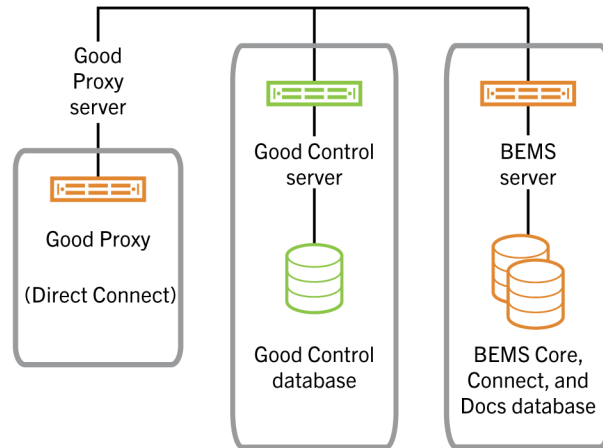 Good
Proxy
server
Good Proxy
(Direct Connect)
Good Control
server
Good Control
database
BEMS
server
BEMS Core,
Connect, and
Docs database